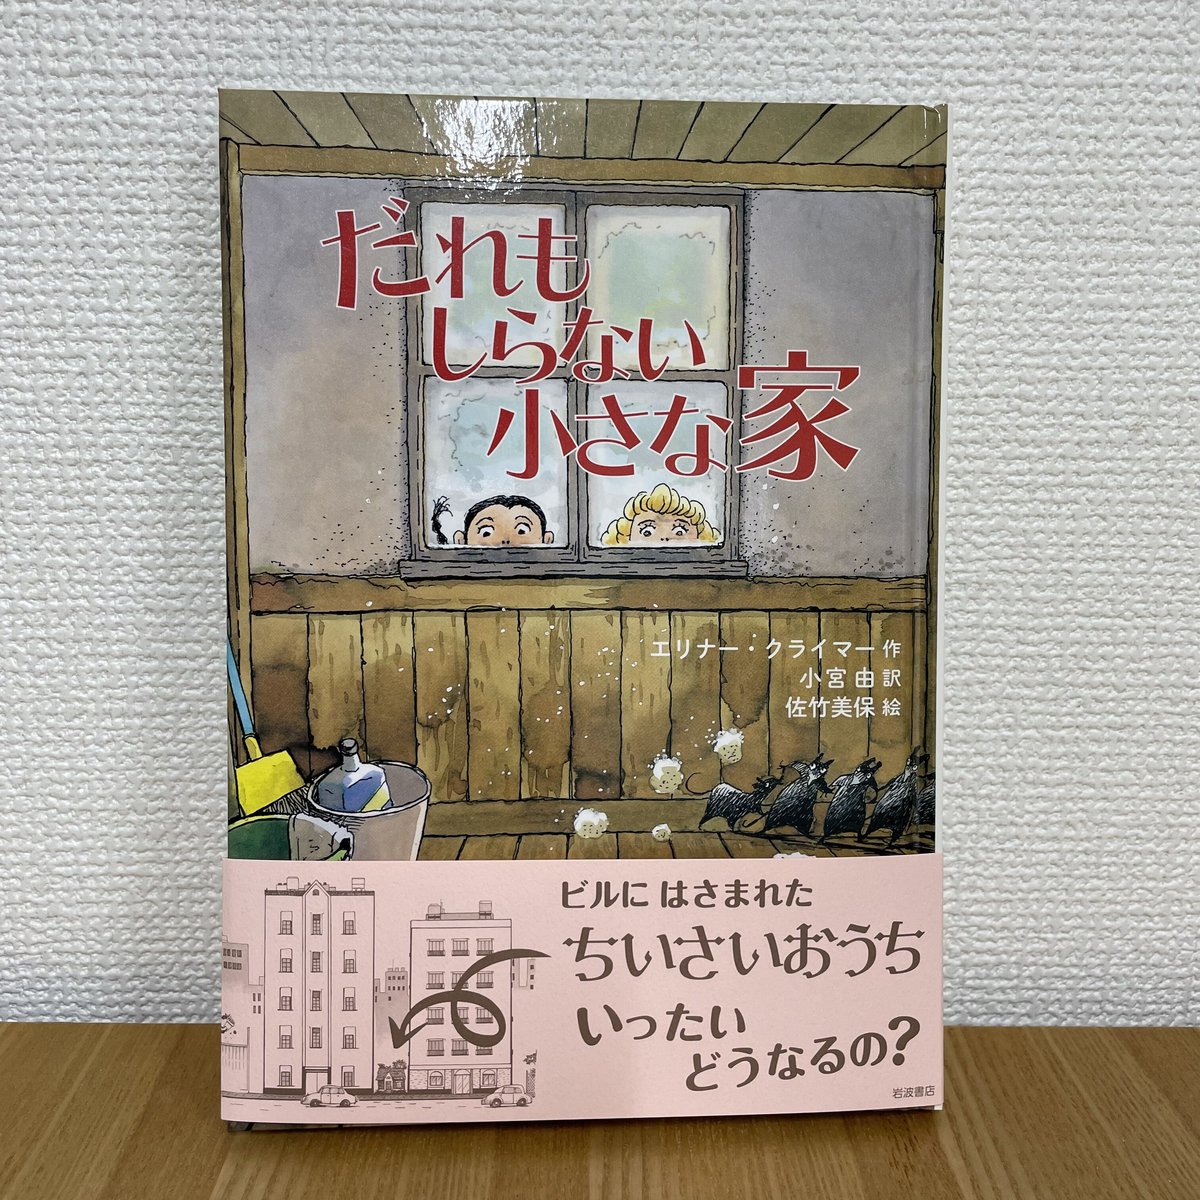 だれも
しらない
小さな家
エリナー・クライマー 作
小宮 由 訳
佐竹美保 絵
ビルに はさまれた
ちいさいおうち
いったい
どうなるの?
岩波書店